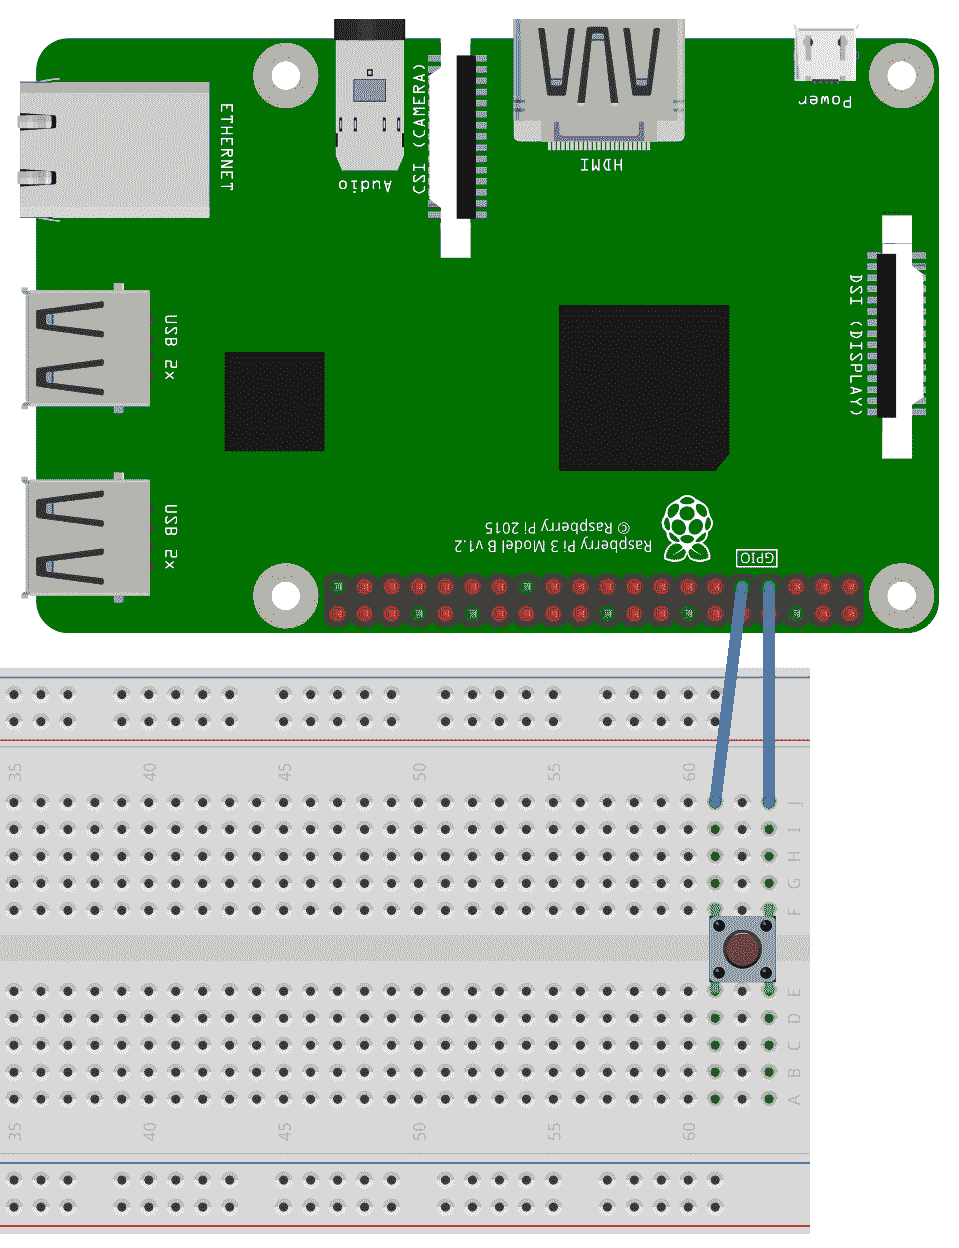 Power
ETHERNET
CSI (CAMERA)
HDMI
Audio
DSI (DISPLAY)
USB 2x
USB 2x
© Raspberry Pi 2015
Raspberry Pi 3 Model B v1.2
GPIO
35 40 45 50 55 60
J
I
H
G
F
E
D
C
B
A
35 40 45 50 55 60